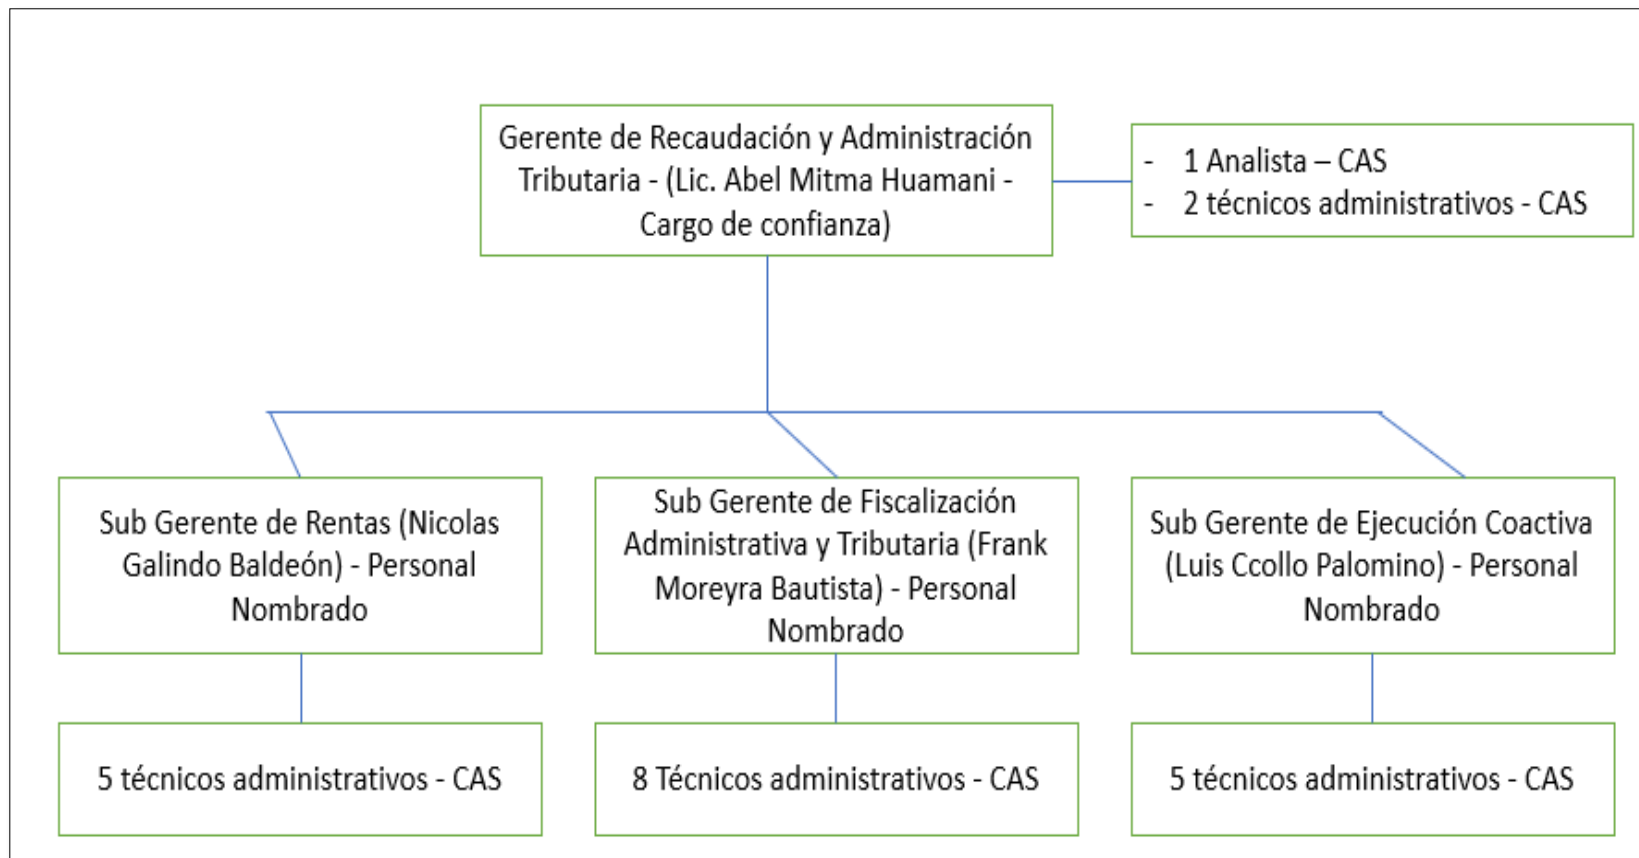 Gerente de Recaudación y Administración
Tributaria - (Lic. Abel Mitma Huamani -
Cargo de confianza)
- 1 Analista – CAS
- 2 técnicos administrativos - CAS
Sub Gerente de Rentas (Nicolas
Galindo Baldeón) - Personal
Nombrado
Sub Gerente de Fiscalización
Administrativa y Tributaria (Frank
Moreyra Bautista) - Personal
Nombrado
Sub Gerente de Ejecución Coactiva
(Luis Ccollo Palomino) - Personal
Nombrado
5 técnicos administrativos - CAS
8 Técnicos administrativos - CAS
5 técnicos administrativos - CAS